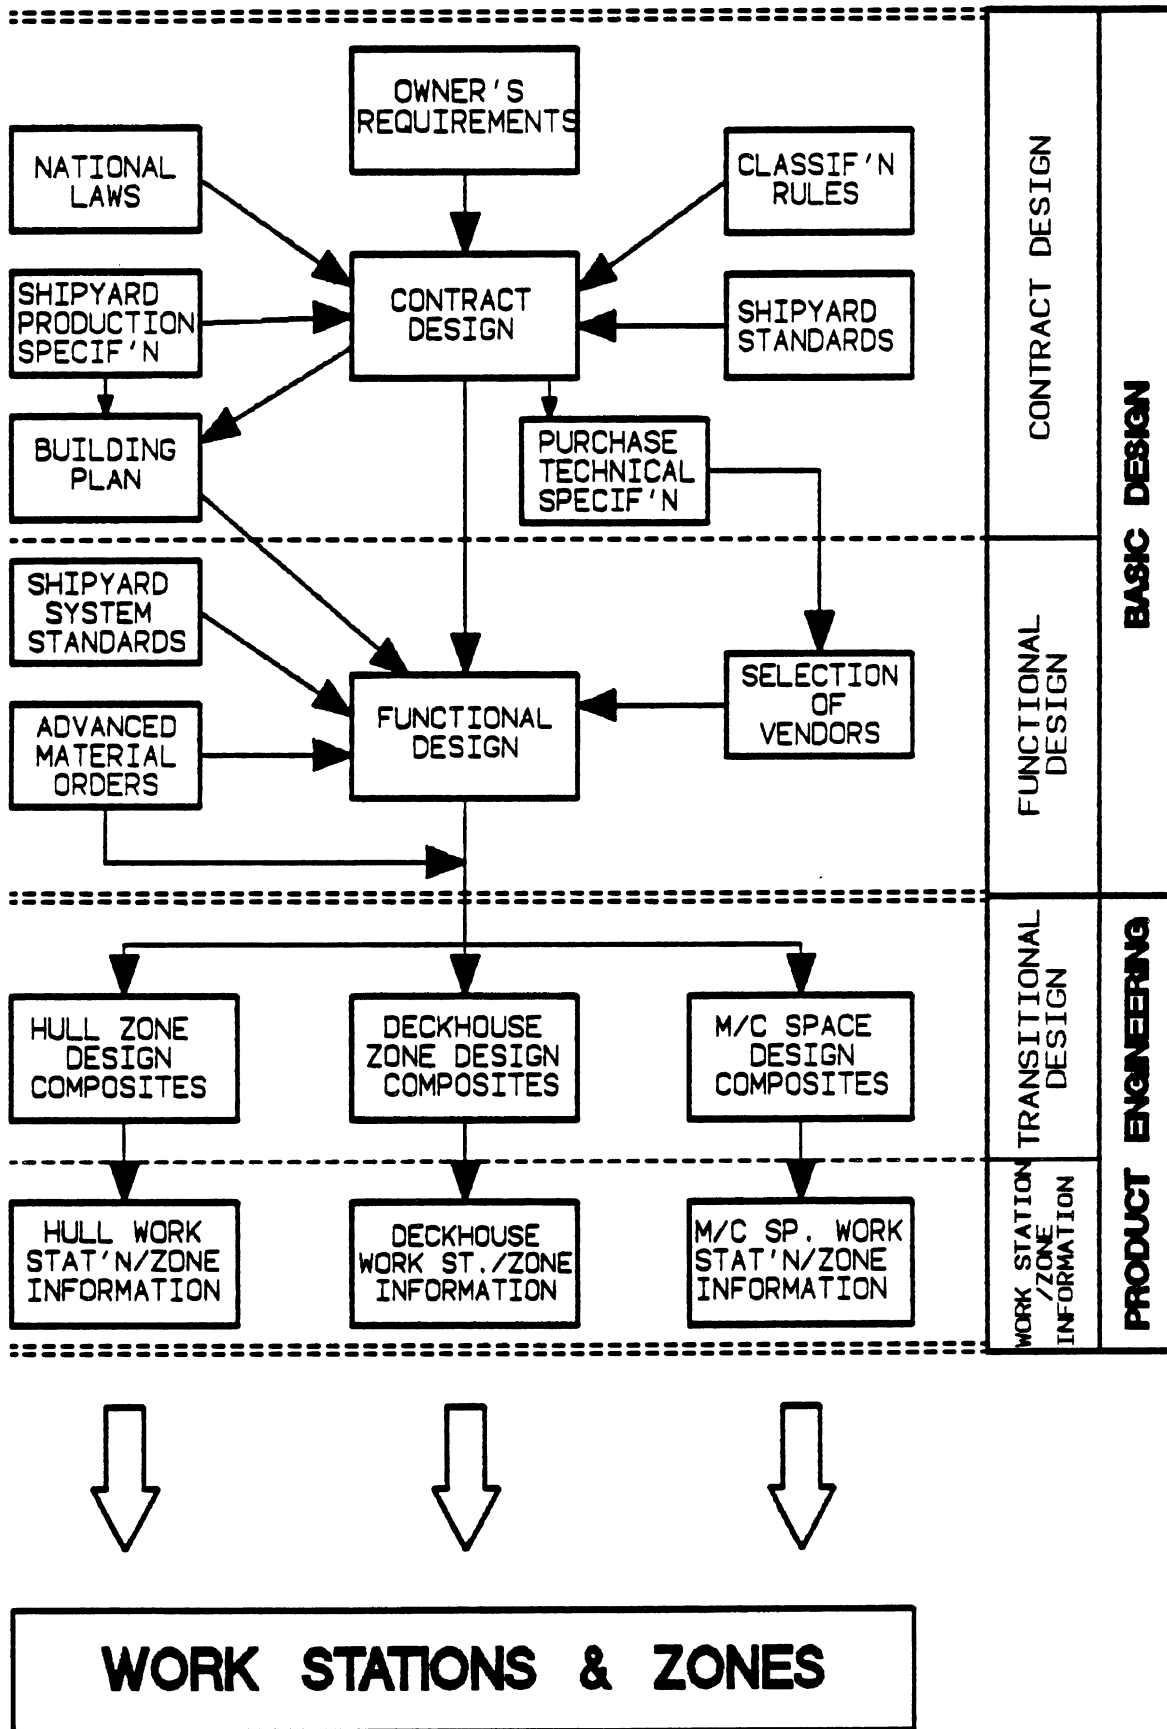 OWNER'S
REQUIREMENTS
NATIONAL
LAWS
CLASSIF'N
RULES
SHIPYARD
PRODUCTION
SPECIF'N
CONTRACT
DESIGN
SHIPYARD
STANDARDS
BUILDING
PLAN
PURCHASE
TECHNICAL
SPECIF'N
SHIPYARD
SYSTEM
STANDARDS
ADVANCED
MATERIAL
ORDERS
FUNCTIONAL
DESIGN
SELECTION
OF
VENDORS
HULL ZONE
DESIGN
COMPOSITES
DECKHOUSE
ZONE DESIGN
COMPOSITES
M/C SPACE
DESIGN
COMPOSITES
HULL WORK
STAT'N/ZONE
INFORMATION
DECKHOUSE
WORK ST./ZONE
INFORMATION
M/C SP. WORK
STAT'N/ZONE
INFORMATION
CONTRACT DESIGN
FUNCTIONAL
DESIGN
TRANSITIONAL
DESIGN
WORK STATION
/ZONE
INFORMATION
BASIC DESIGN
PRODUCT ENGINEERING
WORK STATIONS & ZONES